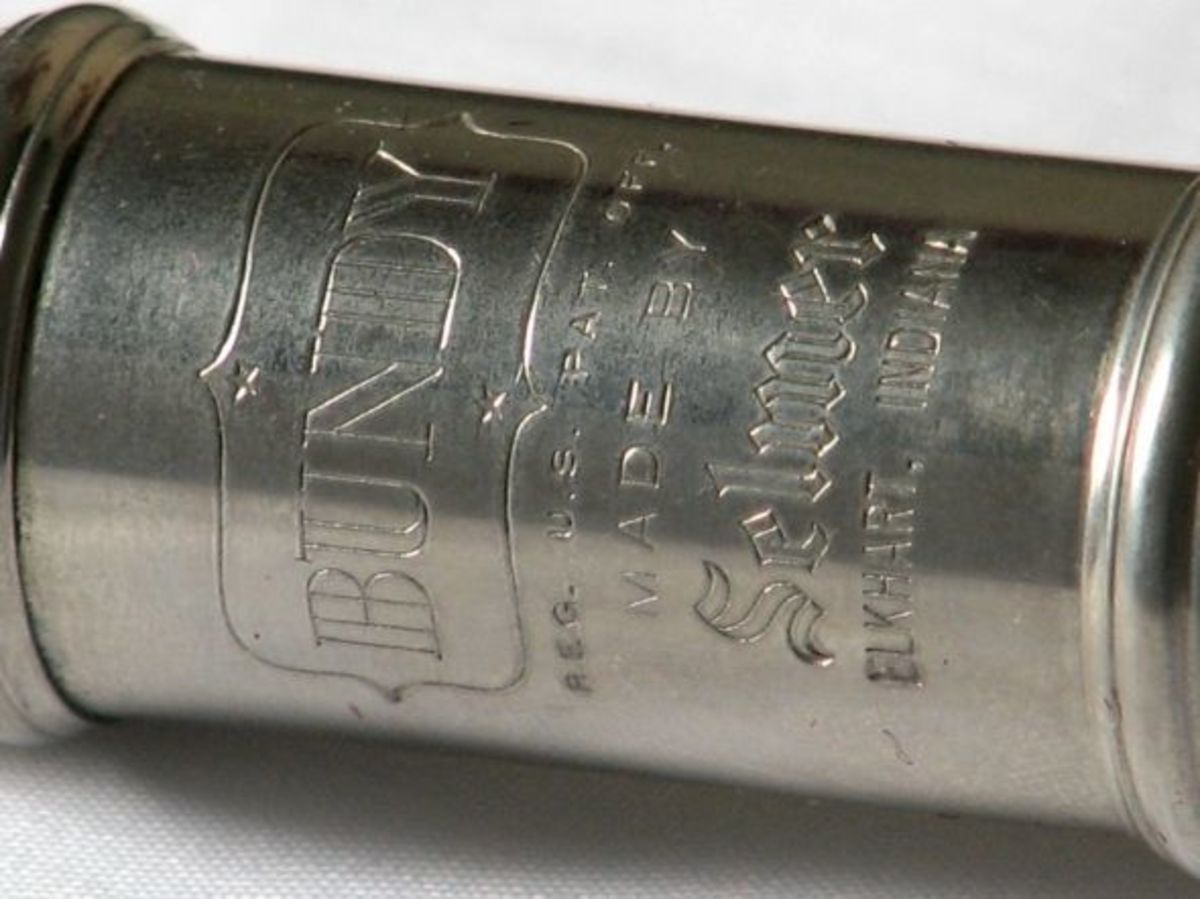 BUNDY
REG. U.S. PAT. OFF.
MADE BY
Selmer
ELKHART. INDIANA